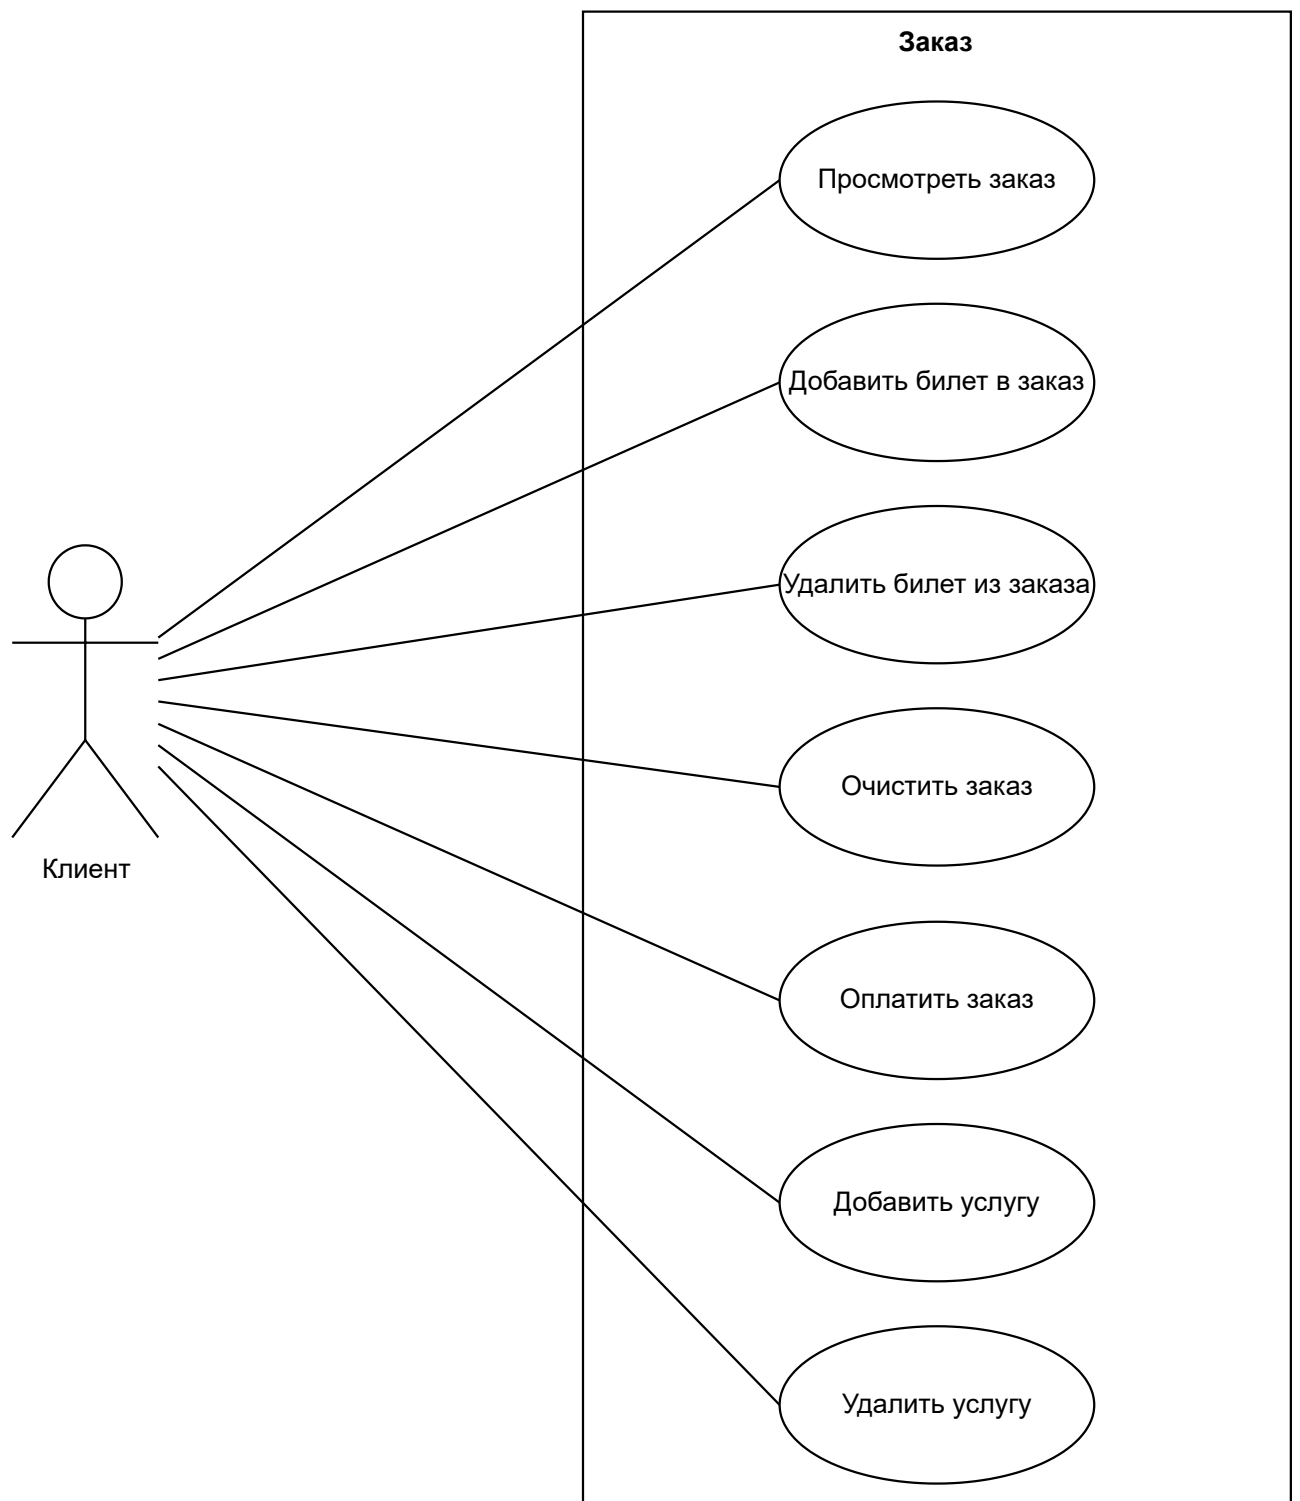 Заказ
Просмотреть заказ
Добавить билет в заказ
Удалить билет из заказа
Очистить заказ
Клиент
Оплатить заказ
Добавить услугу
Удалить услугу